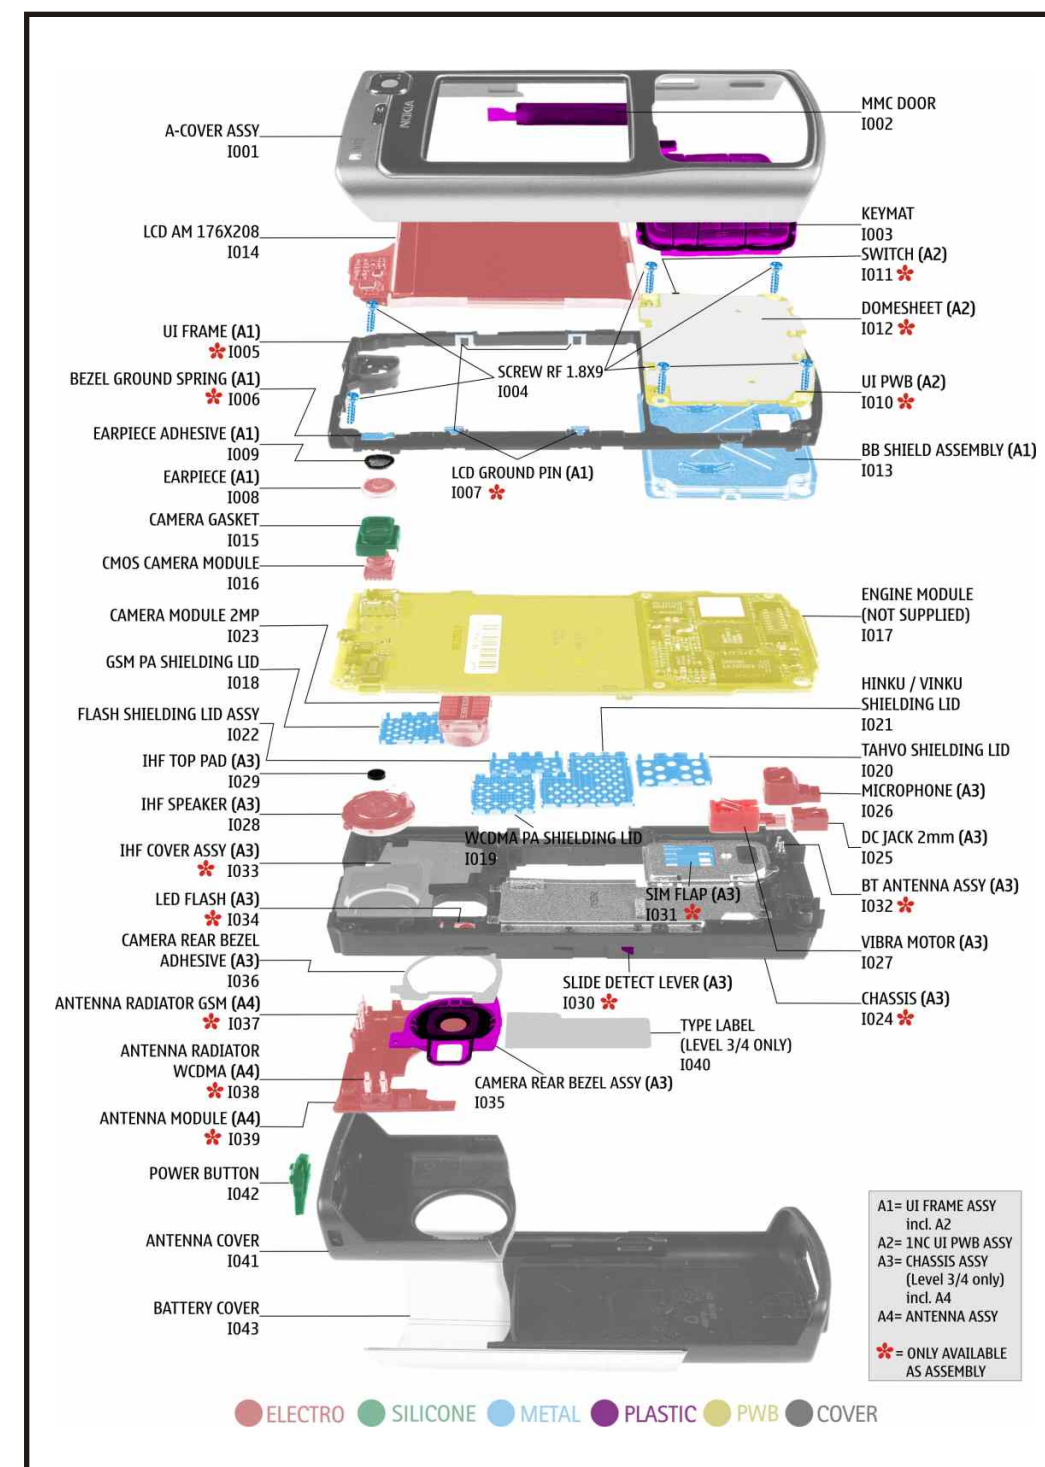 NOKIA
A-COVER ASSY
I001
MMC DOOR
I002
LCD AM 176X208
I014
KEYMAT
I003
SWITCH (A2)
I011 *
DOMESHEET (A2)
I012 *
UI FRAME (A1)
* I005
SCREW RF 1.8X9
I004
BEZEL GROUND SPRING (A1)
* I006
UI PWB (A2)
I010 *
EARPIECE ADHESIVE (A1)
I009
LCD GROUND PIN (A1)
I007 *
BB SHIELD ASSEMBLY (A1)
I013
EARPIECE (A1)
I008
CAMERA GASKET
I015
CMOS CAMERA MODULE
I016
CAMERA MODULE 2MP
I023
ENGINE MODULE
(NOT SUPPLIED)
I017
GSM PA SHIELDING LID
I018
FLASH SHIELDING LID ASSY
I022
HINKU / VINKU
SHIELDING LID
I021
IHF TOP PAD (A3)
I029
TAHVO SHIELDING LID
I020
IHF SPEAKER (A3)
I028
MICROPHONE (A3)
I026
WCDMA PA SHIELDING LID
I019
DC JACK 2mm (A3)
I025
IHF COVER ASSY (A3)
* I033
SIM FLAP (A3)
I031 *
BT ANTENNA ASSY (A3)
I032 *
LED FLASH (A3)
* I034
VIBRA MOTOR (A3)
I027
CAMERA REAR BEZEL
ADHESIVE (A3)
I036
SLIDE DETECT LEVER (A3)
I030 *
CHASSIS (A3)
I024 *
ANTENNA RADIATOR GSM (A4)
* I037
TYPE LABEL
(LEVEL 3/4 ONLY)
I040
ANTENNA RADIATOR
WCDMA (A4)
* I038
CAMERA REAR BEZEL ASSY (A3)
I035
ANTENNA MODULE (A4)
* I039
POWER BUTTON
I042
ANTENNA COVER
I041
BATTERY COVER
I043
A1= UI FRAME ASSY
incl. A2
A2= 1NC UI PWB ASSY
A3= CHASSIS ASSY
(Level 3/4 only)
incl. A4
A4= ANTENNA ASSY
* = ONLY AVAILABLE
AS ASSEMBLY
ELECTRO SILICONE METAL PLASTIC PWB COVER